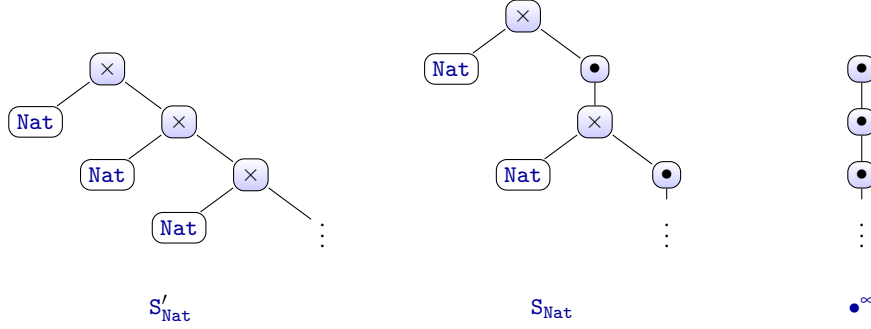 ×
× Nat •
Nat × × •
Nat × Nat • •
Nat ⋮ ⋮ ⋮
S′Nat SNat •∞